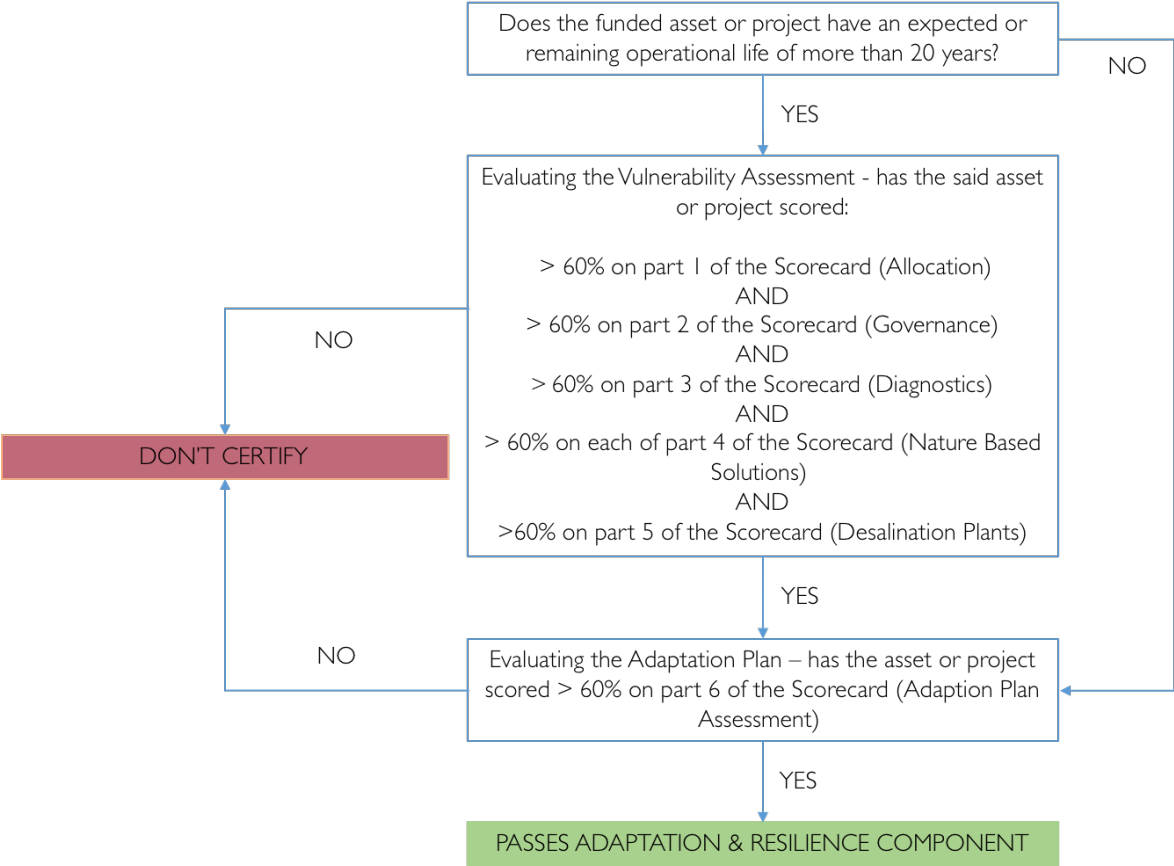 Does the funded asset or project have an expected or
remaining operational life of more than 20 years?
NO
YES
Evaluating the Vulnerability Assessment - has the said asset
or project scored:
> 60% on part 1 of the Scorecard (Allocation)
AND
> 60% on part 2 of the Scorecard (Governance)
AND
> 60% on part 3 of the Scorecard (Diagnostics)
AND
> 60% on each of part 4 of the Scorecard (Nature Based
Solutions)
AND
>60% on part 5 of the Scorecard (Desalination Plants)
NO
DON'T CERTIFY
YES
NO
Evaluating the Adaptation Plan – has the asset or project
scored > 60% on part 6 of the Scorecard (Adaption Plan
Assessment)
YES
PASSES ADAPTATION & RESILIENCE COMPONENT